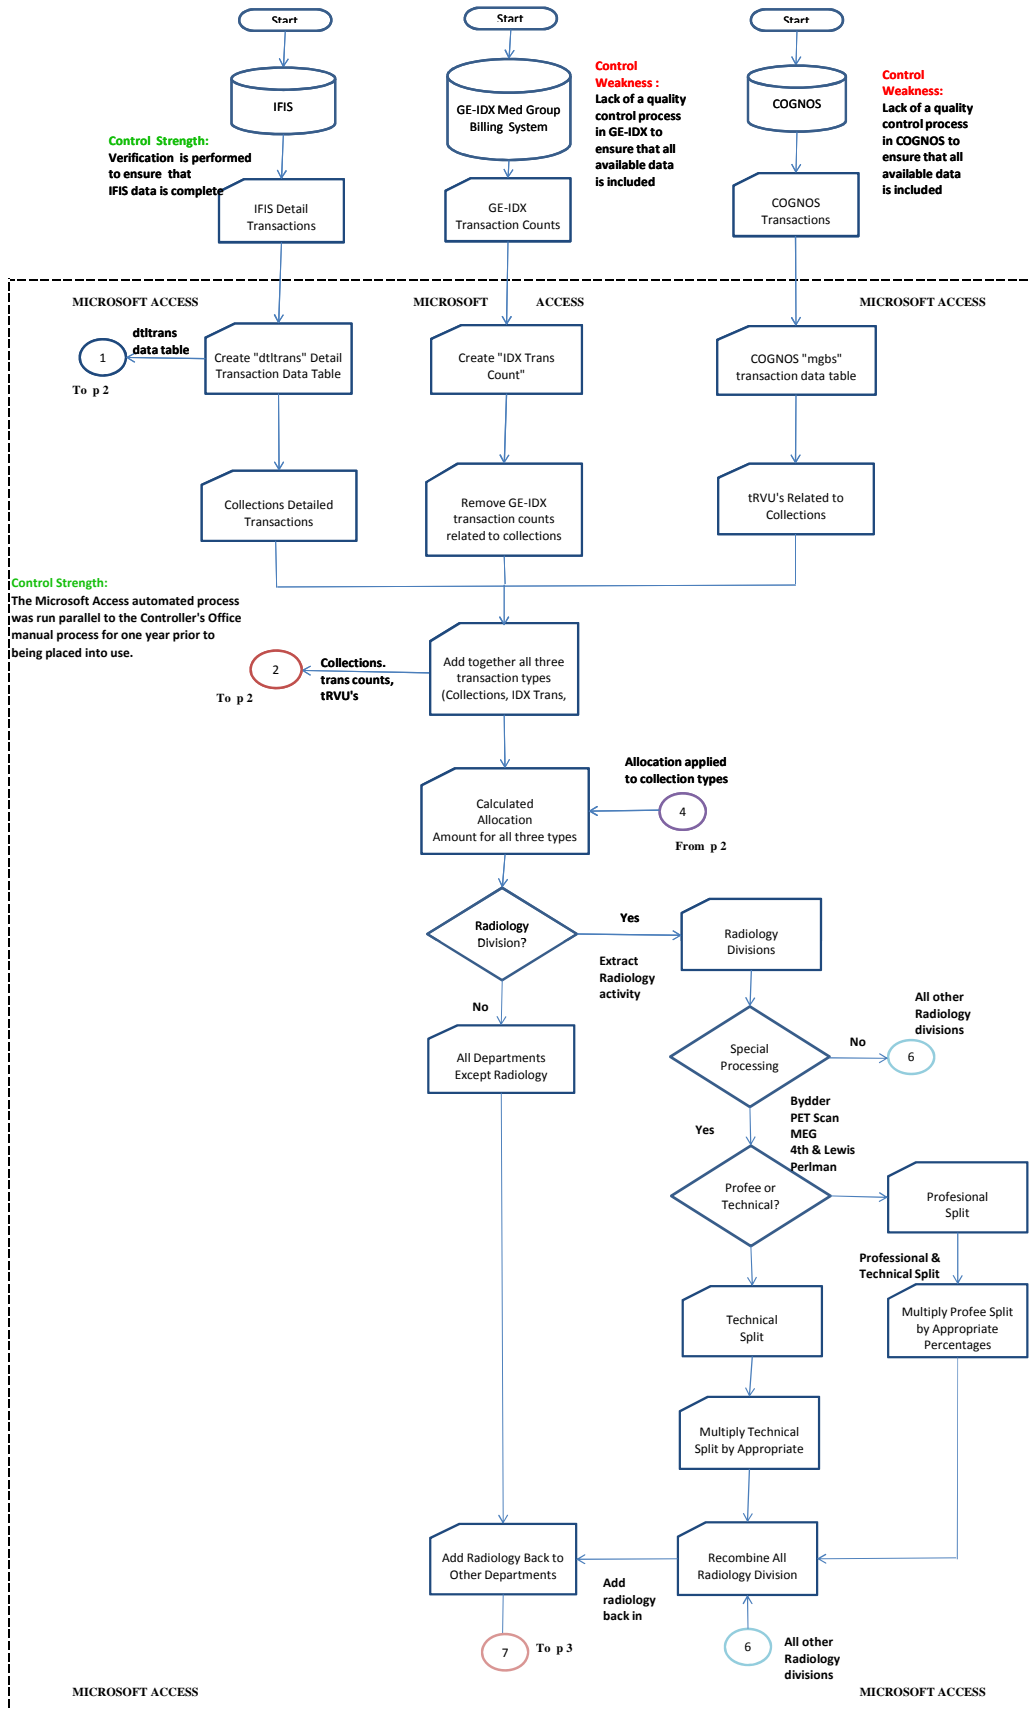 Start
Start
Start
IFIS
GE-IDX Med Group
Billing System
COGNOS
Control
Weakness :
Lack of a quality
control process
in GE-IDX to
ensure that all
available data
is included
Control
Weakness:
Lack of a quality
control process
in COGNOS to
ensure that all
available data
is included
Control Strength:
Verification is performed
to ensure that
IFIS data is complete
IFIS Detail
Transactions
GE-IDX
Transaction Counts
COGNOS
Transactions
MICROSOFT ACCESS
MICROSOFT ACCESS
MICROSOFT ACCESS
1
To p 2
dtltrans
data table
Create "dtltrans" Detail
Transaction Data Table
Create "IDX Trans
Count"
COGNOS "mgbs"
transaction data table
Collections Detailed
Transactions
Remove GE-IDX
transaction counts
related to collections
tRVU's Related to
Collections
Control Strength:
The Microsoft Access automated process
was run parallel to the Controller's Office
manual process for one year prior to
being placed into use.
2
To p 2
Collections.
trans counts,
tRVU's
Add together all three
transaction types
(Collections, IDX Trans,
Allocation applied
to collection types
Calculated
Allocation
Amount for all three types
4
From p 2
Radiology
Division?
Yes
Extract
Radiology
activity
Radiology
Divisions
No
All Departments
Except Radiology
Special
Processing
No
All other
Radiology
divisions
6
Yes
Bydder
PET Scan
MEG
4th & Lewis
Perlman
Profee or
Technical?
Profesional
Split
Professional &
Technical Split
Technical
Split
Multiply Profee Split
by Appropriate
Percentages
Multiply Technical
Split by Appropriate
Add Radiology Back to
Other Departments
Add
radiology
back in
Recombine All
Radiology Division
7
To p 3
6
All other
Radiology
divisions
MICROSOFT ACCESS
MICROSOFT ACCESS